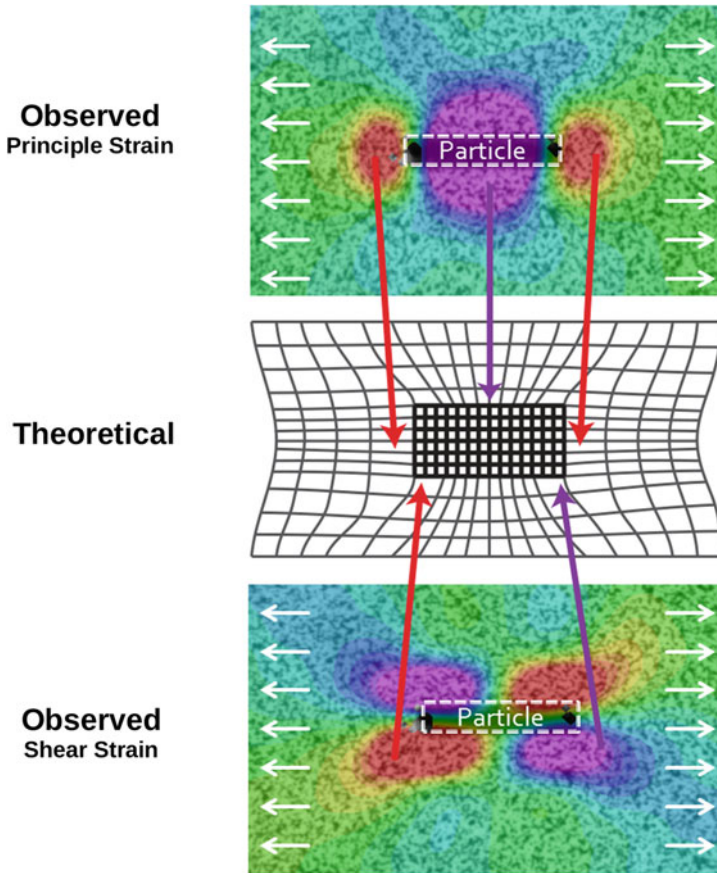 Observed
Principle Strain
Particle
Theoretical
Observed
Shear Strain
Particle